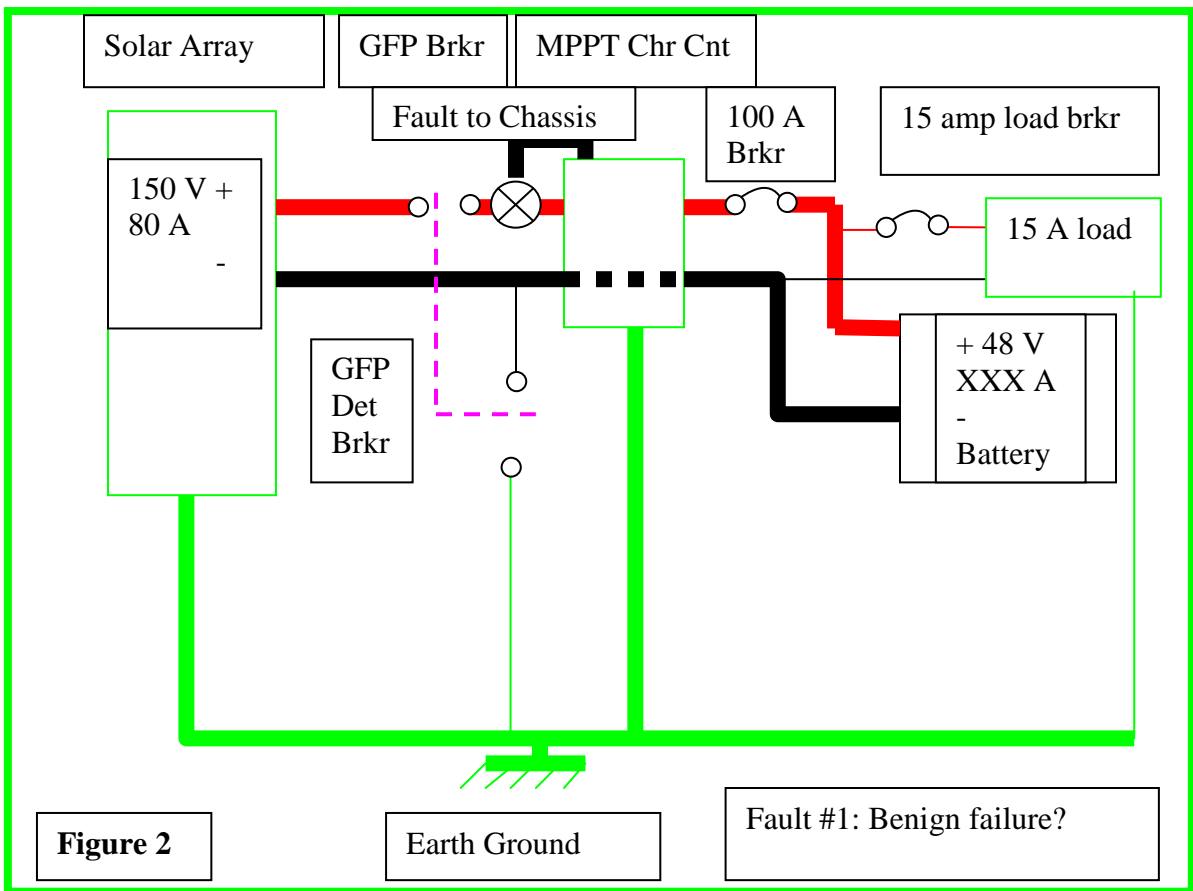 Solar Array
GFP Brkr
MPPT Chr Cnt
Fault to Chassis
100 A
Brkr
15 amp load brkr
150 V +
80 A
-
15 A load
GFP
Det
Brkr
+ 48 V
XXX A
-
Battery
Figure 2
Earth Ground
Fault #1: Benign failure?